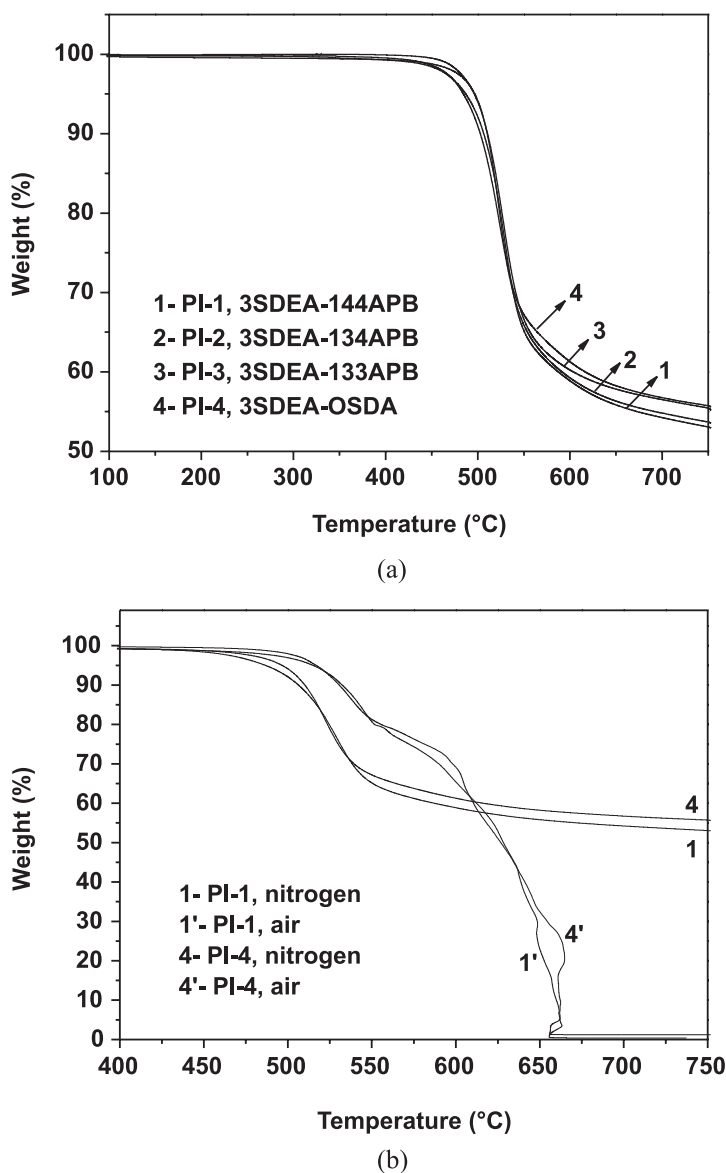 100
90
80
70
60
50
Weight (%)
1- PI-1, 3SDEA-144APB
2- PI-2, 3SDEA-134APB
3- PI-3, 3SDEA-133APB
4- PI-4, 3SDEA-OSDA
4
3
2
1
100 200 300 400 500 600 700
Temperature (°C)
(a)
100
90
80
70
60
50
40
30
20
10
0
Weight (%)
4
1
1- PI-1, nitrogen
1'- PI-1, air
4- PI-4, nitrogen
4'- PI-4, air
4'
1'
400 450 500 550 600 650 700 750
Temperature (°C)
(b)